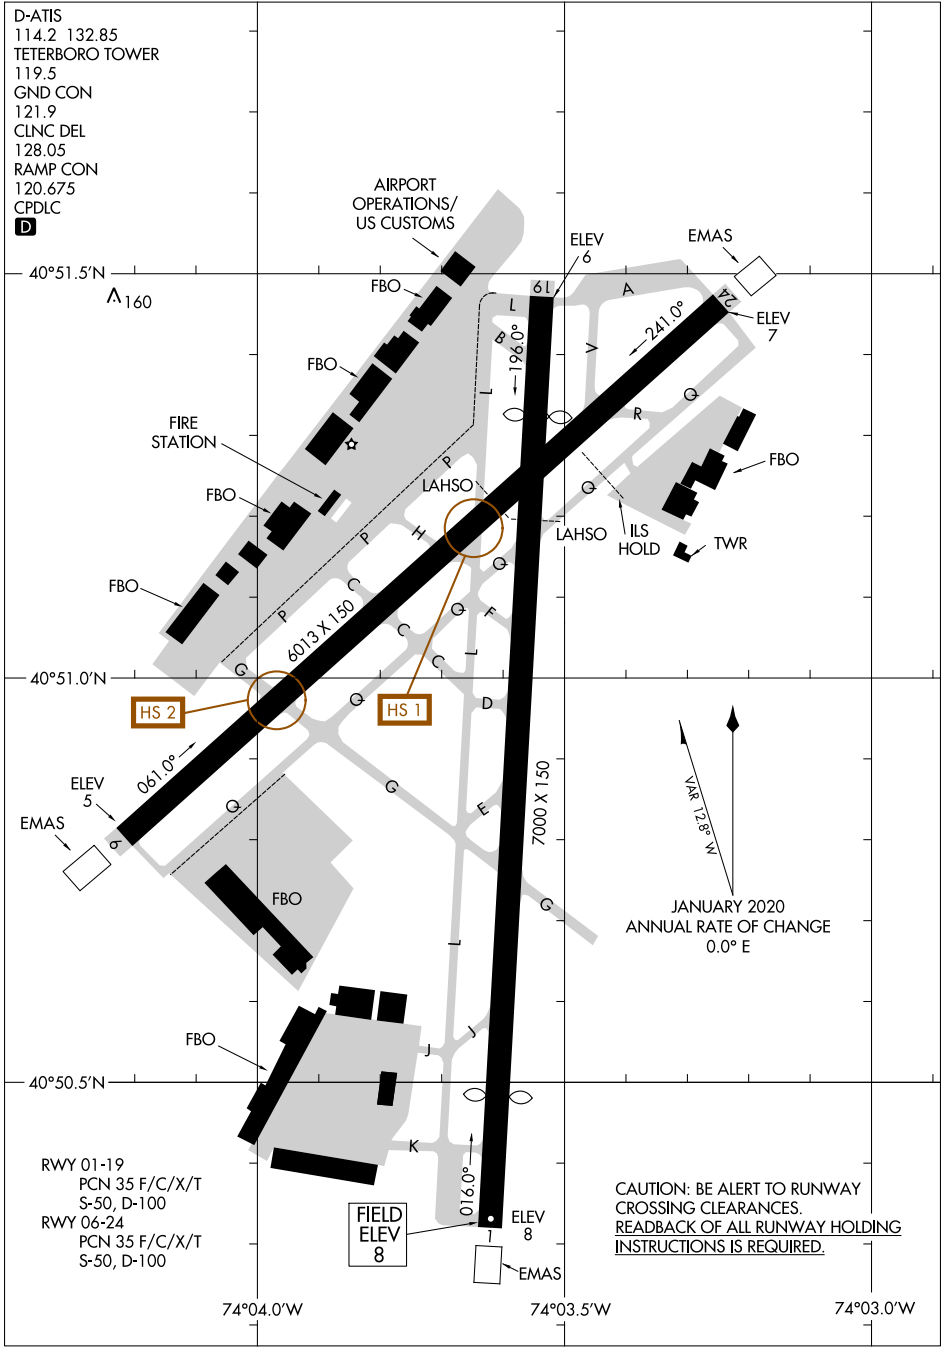 D-ATIS
114.2 132.85
TETERBORO TOWER
119.5
GND CON
121.9
CLNC DEL
128.05
RAMP CON
120.675
CPDLC
D
AIRPORT
OPERATIONS/
US CUSTOMS
ELEV
6
EMAS
40°51.5'N
160
FBO
19
A
24
ELEV
7
L
B
196.0°
V
241.0°
FBO
L
Q
R
FIRE
STATION
FBO
P
LAHSO
Q
FBO
P
H
LAHSO
ILS
HOLD
TWR
Q
FBO
C
P
6013 X 150
Q
F
C
L
C
G
40°51.0'N
HS 2
Q
HS 1
D
061.0°
ELEV
5
EMAS
6
Q
G
E
7000 X 150
VAR 12.8° W
FBO
G
JANUARY 2020
ANNUAL RATE OF CHANGE
0.0° E
L
FBO
J
J
40°50.5'N
K
016.0°
RWY 01-19
PCN 35 F/C/X/T
S-50, D-100
RWY 06-24
PCN 35 F/C/X/T
S-50, D-100
FIELD
ELEV
8
1
ELEV
8
EMAS
CAUTION: BE ALERT TO RUNWAY
CROSSING CLEARANCES.
READBACK OF ALL RUNWAY HOLDING
INSTRUCTIONS IS REQUIRED.
74°04.0'W
74°03.5'W
74°03.0'W